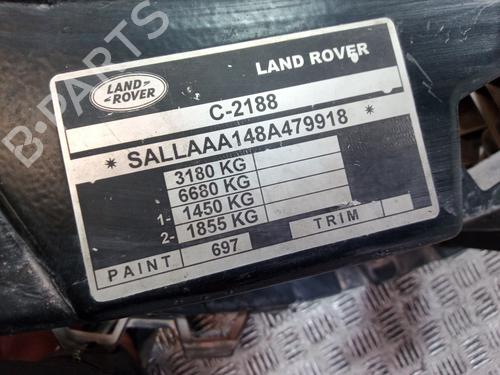 B-PARTS
LAND ROVER
LAND-
-ROVER
C-2188
* SALLAAA148A479918 *
3180 KG
6680 KG
1- 1450 KG
2- 1855 KG
PAINT 697 TRIM